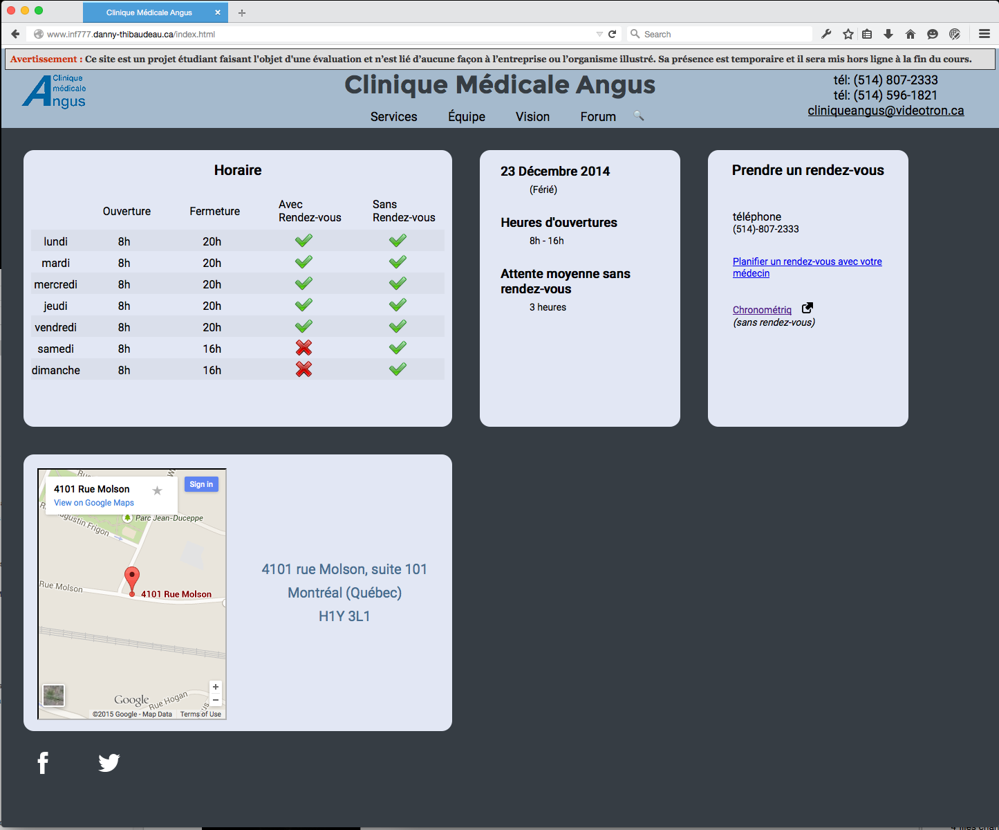 Clinique Médicale Angus
www.inf777.danny-thibaudeau.ca/index.html
Search
Avertissement : Ce site est un projet étudiant faisant l'objet d'une évaluation et n'est lié d'aucune façon à l'entreprise ou l'organisme illustré. Sa présence est temporaire et il sera mis hors ligne à la fin du cours.
Clinique
médicale
Angus
Clinique Médicale Angus
Services Équipe Vision Forum
tél: (514) 807-2333
tél: (514) 596-1821
cliniqueangus@videotron.ca
Horaire
Ouverture Fermeture Avec Rendez-vous Sans Rendez-vous
lundi 8h 20h
mardi 8h 20h
mercredi 8h 20h
jeudi 8h 20h
vendredi 8h 20h
samedi 8h 16h
dimanche 8h 16h
23 Décembre 2014
(Férié)
Heures d'ouvertures
8h - 16h
Attente moyenne sans
rendez-vous
3 heures
Prendre un rendez-vous
téléphone
(514)-807-2333
Planifier un rendez-vous avec votre
médecin
Chronométriq
(sans rendez-vous)
4101 Rue Molson
View on Google Maps
Sign in
Parc Jean-Duceppe
Augustin Frigon
Rue Molson
4101 Rue Molson
Google
Rue Hogan
©2015 Google - Map Data Terms of Use
4101 rue Molson, suite 101
Montréal (Québec)
H1Y 3L1